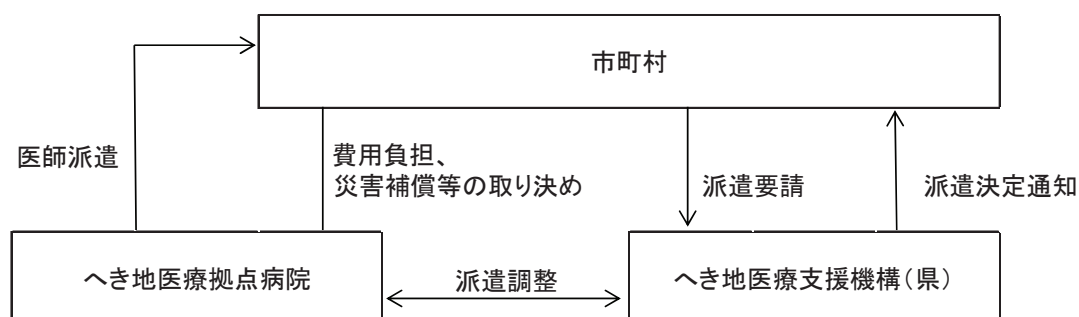 市町村
医師派遣
費用負担、
災害補償等の取り決め
派遣要請
派遣決定通知
へき地医療拠点病院
派遣調整
へき地医療支援機構(県)